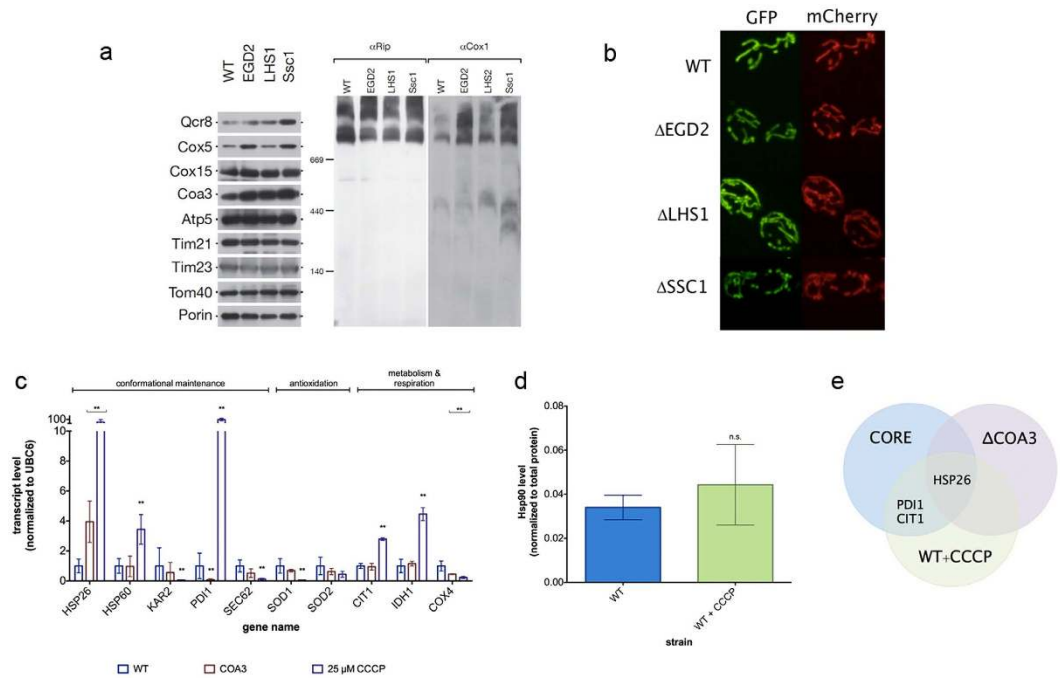 a
WT EGD2 LHS1 Ssc1
Qcr8
Cox5
Cox15
Coa3
Atp5
Tim21
Tim23
Tom40
Porin
αRip αCox1
WT EGD2 LHS1 Ssc1 WT EGD2 LHS2 Ssc1
669
440
140
b
GFP mCherry
WT
ΔEGD2
ΔLHS1
ΔSSC1
c
conformational maintenance antioxidation metabolism & respiration
transcript level
(normalized to UBC6)
100
10
8
6
4
2
0
** ** ** ** ** ** ** ** ** **
HSP26 HSP60 KAR2 PDI1 SEC62 SOD1 SOD2 CIT1 IDH1 COX4
gene name
WT COA3 25 µM CCCP
d
Hsp90 level
(normalized to total protein)
0.08
0.06
0.04
0.02
0.00
n.s.
WT WT + CCCP
strain
e
CORE ΔCOA3
HSP26
PDI1
CIT1
WT+CCCP